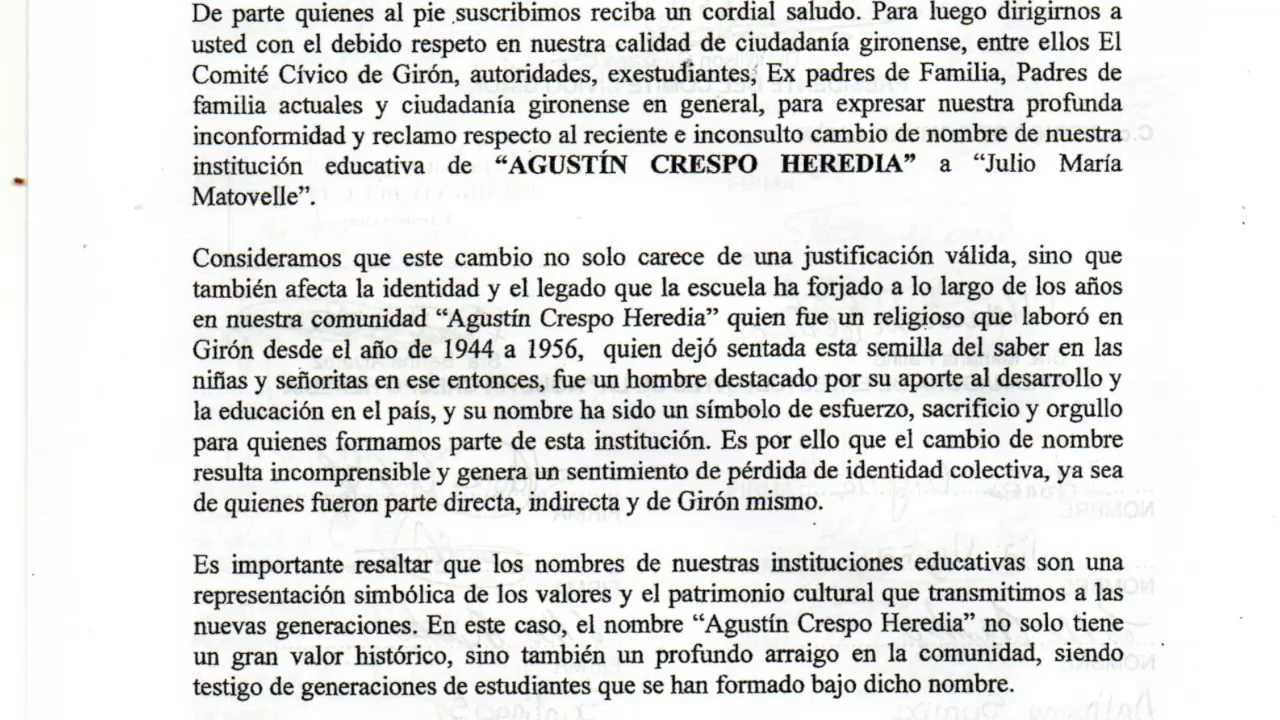 De parte quienes al pie suscribimos reciba un cordial saludo. Para luego dirigirnos a
usted con el debido respeto en nuestra calidad de ciudadanía gironense, entre ellos El
Comité Cívico de Girón, autoridades, exestudiantes, Ex padres de Familia, Padres de
familia actuales y ciudadanía gironense en general, para expresar nuestra profunda
inconformidad y reclamo respecto al reciente e inconsulto cambio de nombre de nuestra
institución educativa de “AGUSTÍN CRESPO HEREDIA” a “Julio María
Matovelle”.
Consideramos que este cambio no solo carece de una justificación válida, sino que
también afecta la identidad y el legado que la escuela ha forjado a lo largo de los años
en nuestra comunidad “Agustín Crespo Heredia” quien fue un religioso que laboró en
Girón desde el año de 1944 a 1956, quien dejó sentada esta semilla del saber en las
niñas y señoritas en ese entonces, fue un hombre destacado por su aporte al desarrollo y
la educación en el país, y su nombre ha sido un símbolo de esfuerzo, sacrificio y orgullo
para quienes formamos parte de esta institución. Es por ello que el cambio de nombre
resulta incomprensible y genera un sentimiento de pérdida de identidad colectiva, ya sea
de quienes fueron parte directa, indirecta y de Girón mismo.
Es importante resaltar que los nombres de nuestras instituciones educativas son una
representación simbólica de los valores y el patrimonio cultural que transmitimos a las
nuevas generaciones. En este caso, el nombre “Agustín Crespo Heredia” no solo tiene
un gran valor histórico, sino también un profundo arraigo en la comunidad, siendo
testigo de generaciones de estudiantes que se han formado bajo dicho nombre.